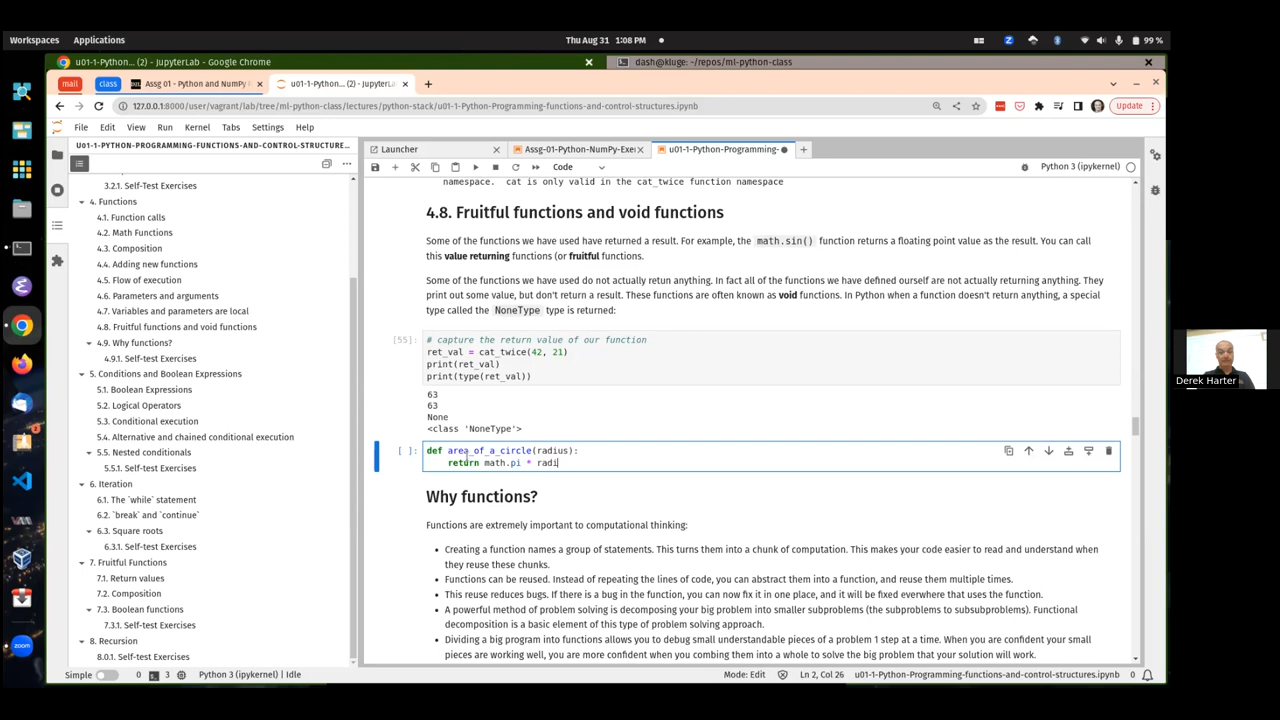 Workspaces Applications Thu Aug 31 1:08 PM 99 %
u01-1-Python... (2) - JupyterLab - Google Chrome dash@kluge: ~/repos/ml-python-class
mail class Assg 01 - Python and NumPy u01-1-Python... (2) - JupyterLab
127.0.0.1:8000/user/vagrant/lab/tree/ml-python-class/lectures/python-stack/u01-1-Python-Programming-functions-and-control-structures.ipynb Update
File Edit View Run Kernel Tabs Settings Help
U01-1-PYTHON-PROGRAMMING-FUNCTIONS-AND-CONTROL-STRUCTURE...
3.2.1. Self-Test Exercises
4. Functions
4.1. Function calls
4.2. Math Functions
4.3. Composition
4.4. Adding new functions
4.5. Flow of execution
4.6. Parameters and arguments
4.7. Variables and parameters are local
4.8. Fruitful functions and void functions
4.9. Why functions?
4.9.1. Self-test Exercises
5. Conditions and Boolean Expressions
5.1. Boolean Expressions
5.2. Logical Operators
5.3. Conditional execution
5.4. Alternative and chained conditional execution
5.5. Nested conditionals
5.5.1. Self-test Exercises
6. Iteration
6.1. The `while` statement
6.2. `break` and `continue`
6.3. Square roots
6.3.1. Self-test Exercises
7. Fruitful Functions
7.1. Return values
7.2. Composition
7.3. Boolean functions
7.3.1. Self-test Exercises
8. Recursion
8.0.1. Self-test Exercises
Launcher Assg-01-Python-NumPy-Exer u01-1-Python-Programming-
Code Python 3 (ipykernel)
namespace. cat is only valid in the cat_twice function namespace
4.8. Fruitful functions and void functions
Some of the functions we have used have returned a result. For example, the math.sin() function returns a floating point value as the result. You can call
this value returning functions (or fruitful functions.
Some of the functions we have used do not actually retun anything. In fact all of the functions we have defined ourself are not actually returning anything. They
print out some value, but don't return a result. These functions are often known as void functions. In Python when a function doesn't return anything, a special
type called the NoneType type is returned:
[55]: # capture the return value of our function
ret_val = cat_twice(42, 21)
print(ret_val)
print(type(ret_val))
63
63
None
<class 'NoneType'>
[ ]: def area_of_a_circle(radius):
return math.pi * radi
Why functions?
Functions are extremely important to computational thinking:
• Creating a function names a group of statements. This turns them into a chunk of computation. This makes your code easier to read and understand when
they reuse these chunks.
• Functions can be reused. Instead of repeating the lines of code, you can abstract them into a function, and reuse them multiple times.
• This reuse reduces bugs. If there is a bug in the function, you can now fix it in one place, and it will be fixed everwhere that uses the function.
• A powerful method of problem solving is decomposing your big problem into smaller subproblems (the subproblems to subsubproblems). Functional
decomposition is a basic element of this type of problem solving approach.
• Dividing a big program into functions allows you to debug small understandable pieces of a problem 1 step at a time. When you are confident your small
pieces are working well, you are more confident when you combing them into a whole to solve the big problem that your solution will work.
Simple 0 3 Python 3 (ipykernel) | Idle Mode: Edit Ln 2, Col 26 u01-1-Python-Programming-functions-and-control-structures.ipynb 0
zoom
Derek Harter